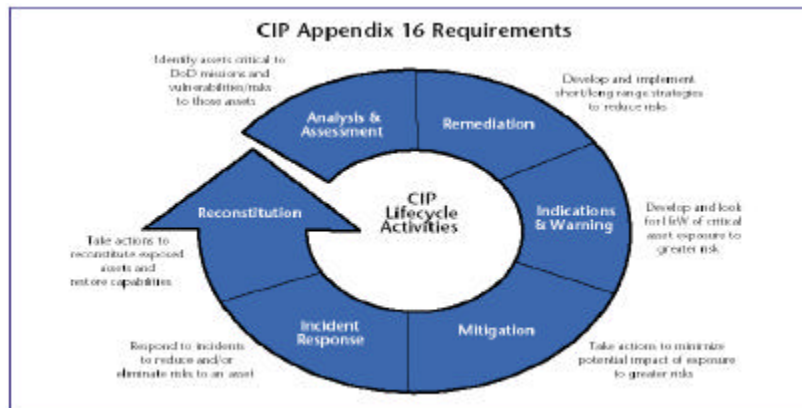 CIP Appendix 16 Requirements
Identify assets critical to
DoD missions and
vulnerabilities/risks
to those assets
Analysis &
Assessment
Remediation
Develop and implement
short/long range strategies
to reduce risks
Indications
& Warning
Develop and look
for I&W of critical
asset exposure to
greater risk
CIP
Lifecycle
Activities
Mitigation
Take actions to minimize
potential impact of exposure
to greater risks
Incident
Response
Respond to incidents
to reduce and/or
eliminate risks to an asset
Reconstitution
Take actions to
reconstitute exposed
assets and
restore capabilities